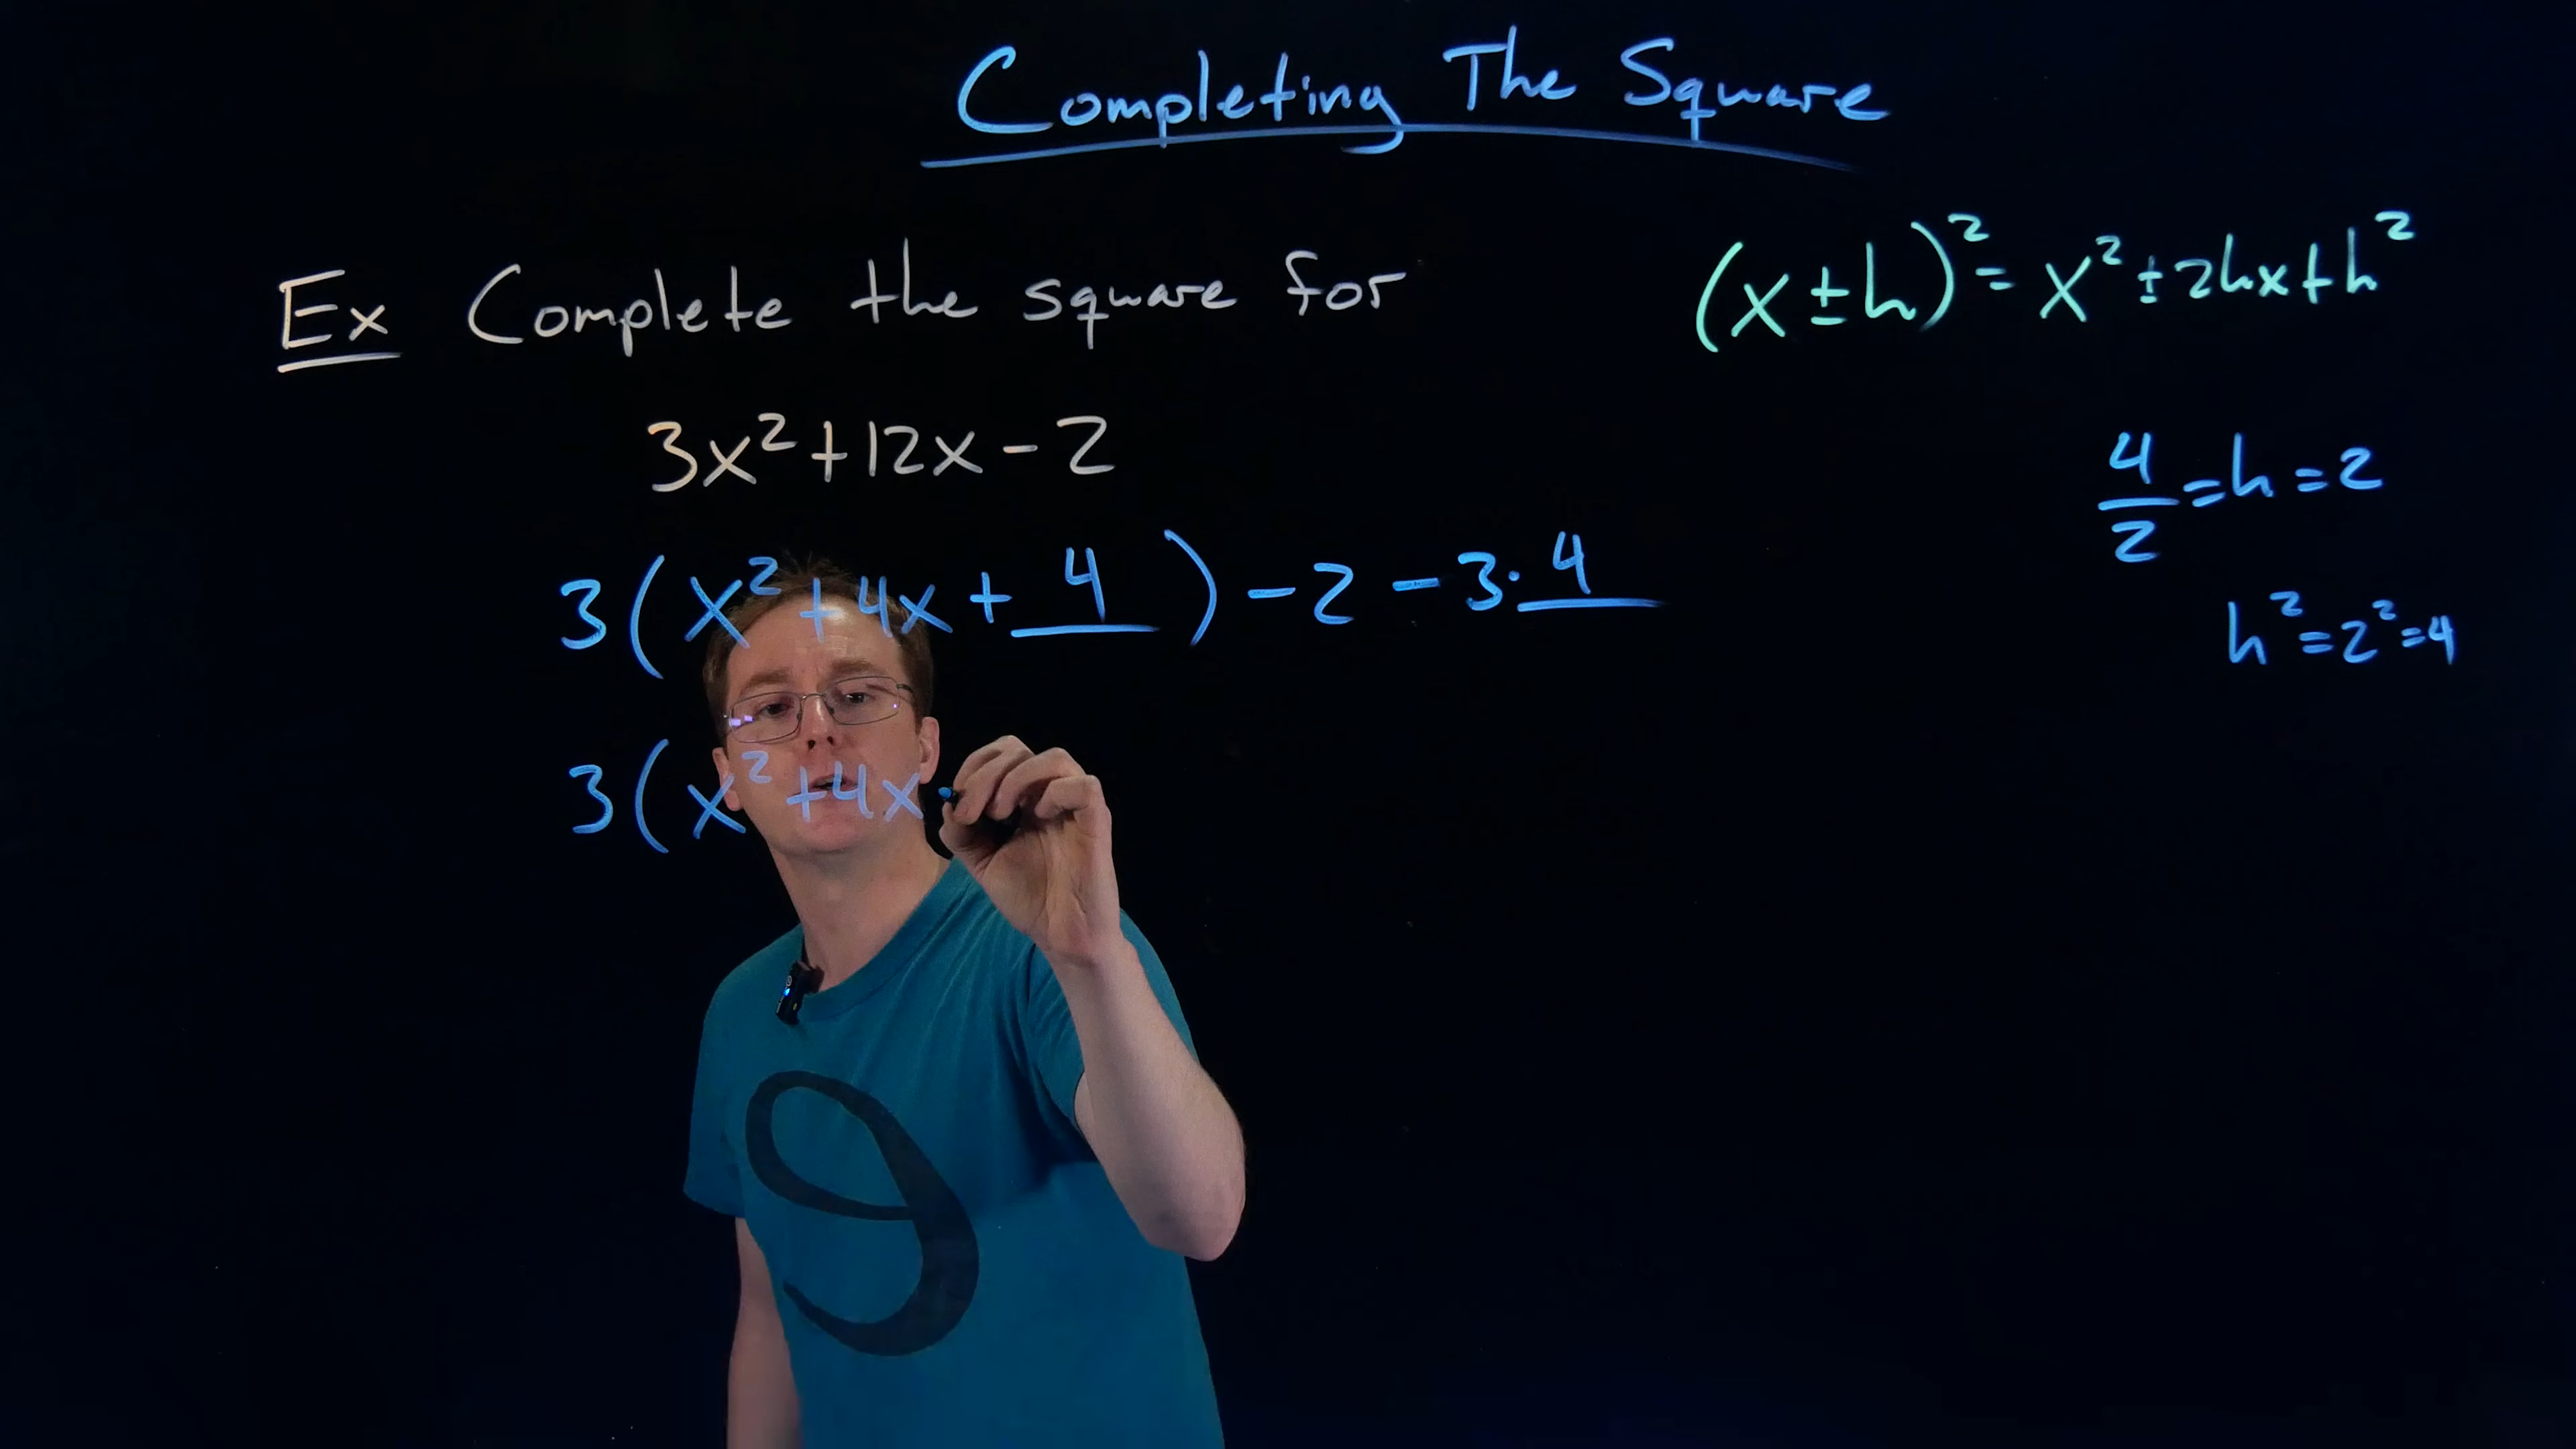 Completing The Square
Ex Complete the square for
(x ± h)² = x² ± 2hx + h²
3x² + 12x - 2
4/2 = h = 2
3(x² + 4x + 4) - 2 - 3·4
h² = 2² = 4
3(x² + 4x